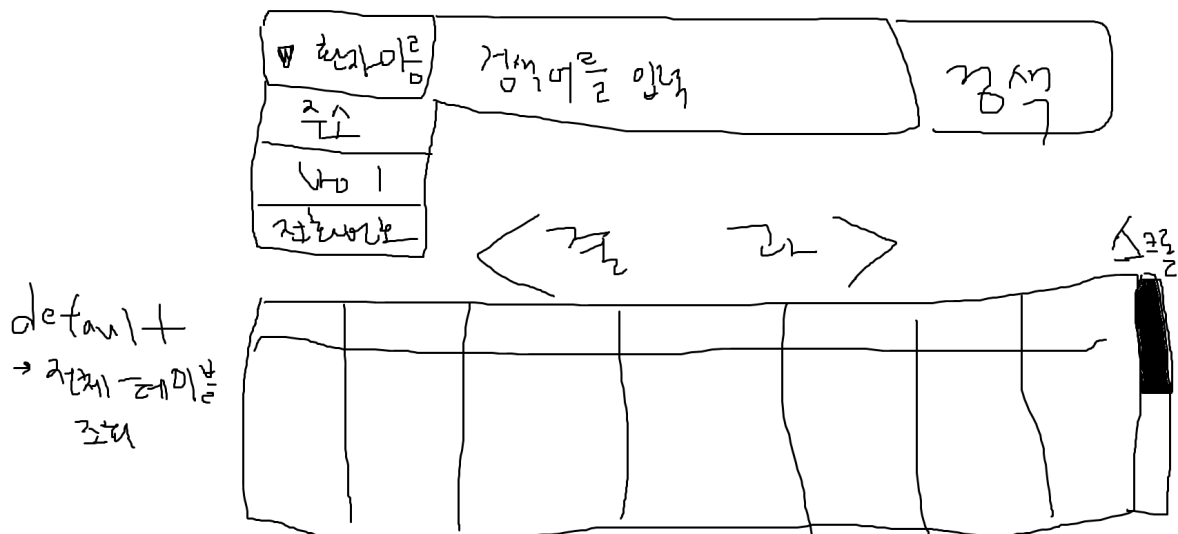 ▼ 환자이름
검색어를 입력
검색
주소
나이
전화번호
<결과>
스크롤
default
→ 전체 테이블
조회